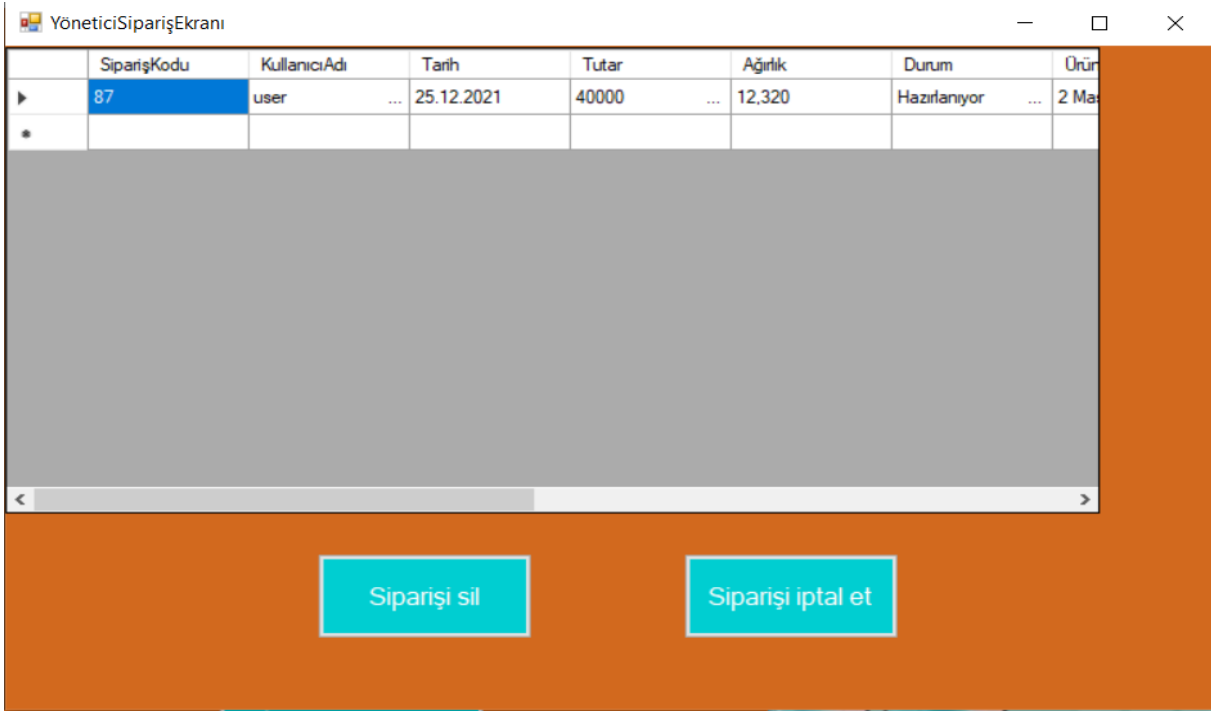 YöneticiSiparişEkranı
SiparişKodu KullanıcıAdı Tarih Tutar Ağırlık Durum
87 user ... 25.12.2021 40000 ... 12,320 Hazırlanıyor ... 2
Siparişi sil Siparişi iptal et